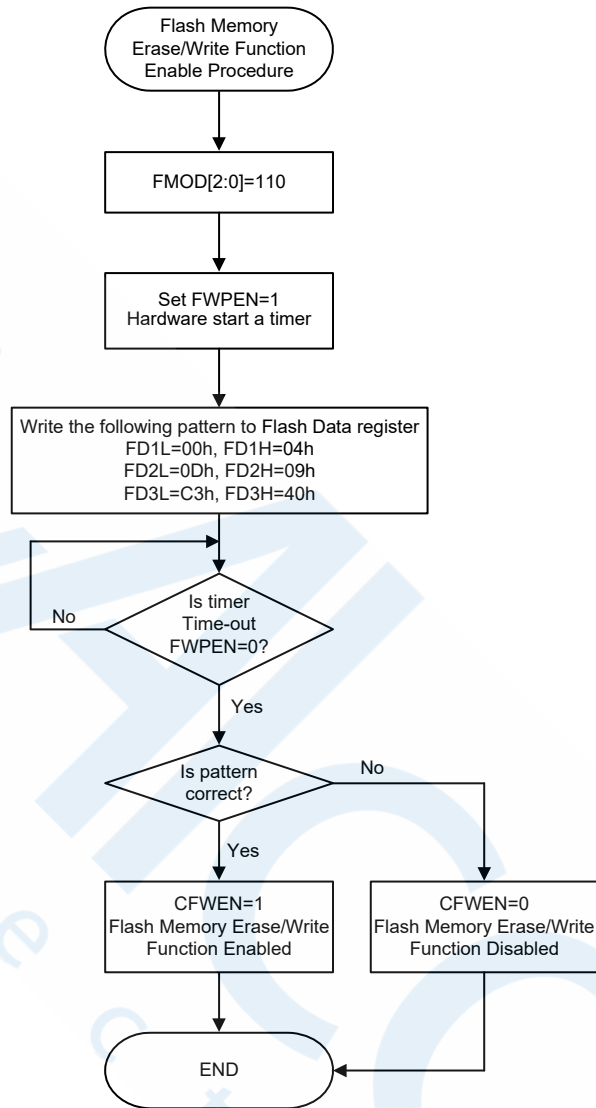 Flash Memory
Erase/Write Function
Enable Procedure
FMOD[2:0]=110
Set FWPEN=1
Hardware start a timer
Write the following pattern to Flash Data register
FD1L=00h, FD1H=04h
FD2L=0Dh, FD2H=09h
FD3L=C3h, FD3H=40h
Is timer
Time-out
FWPEN=0?
No
Yes
Is pattern
correct?
No
Yes
CFWEN=1
Flash Memory Erase/Write
Function Enabled
CFWEN=0
Flash Memory Erase/Write
Function Disabled
END